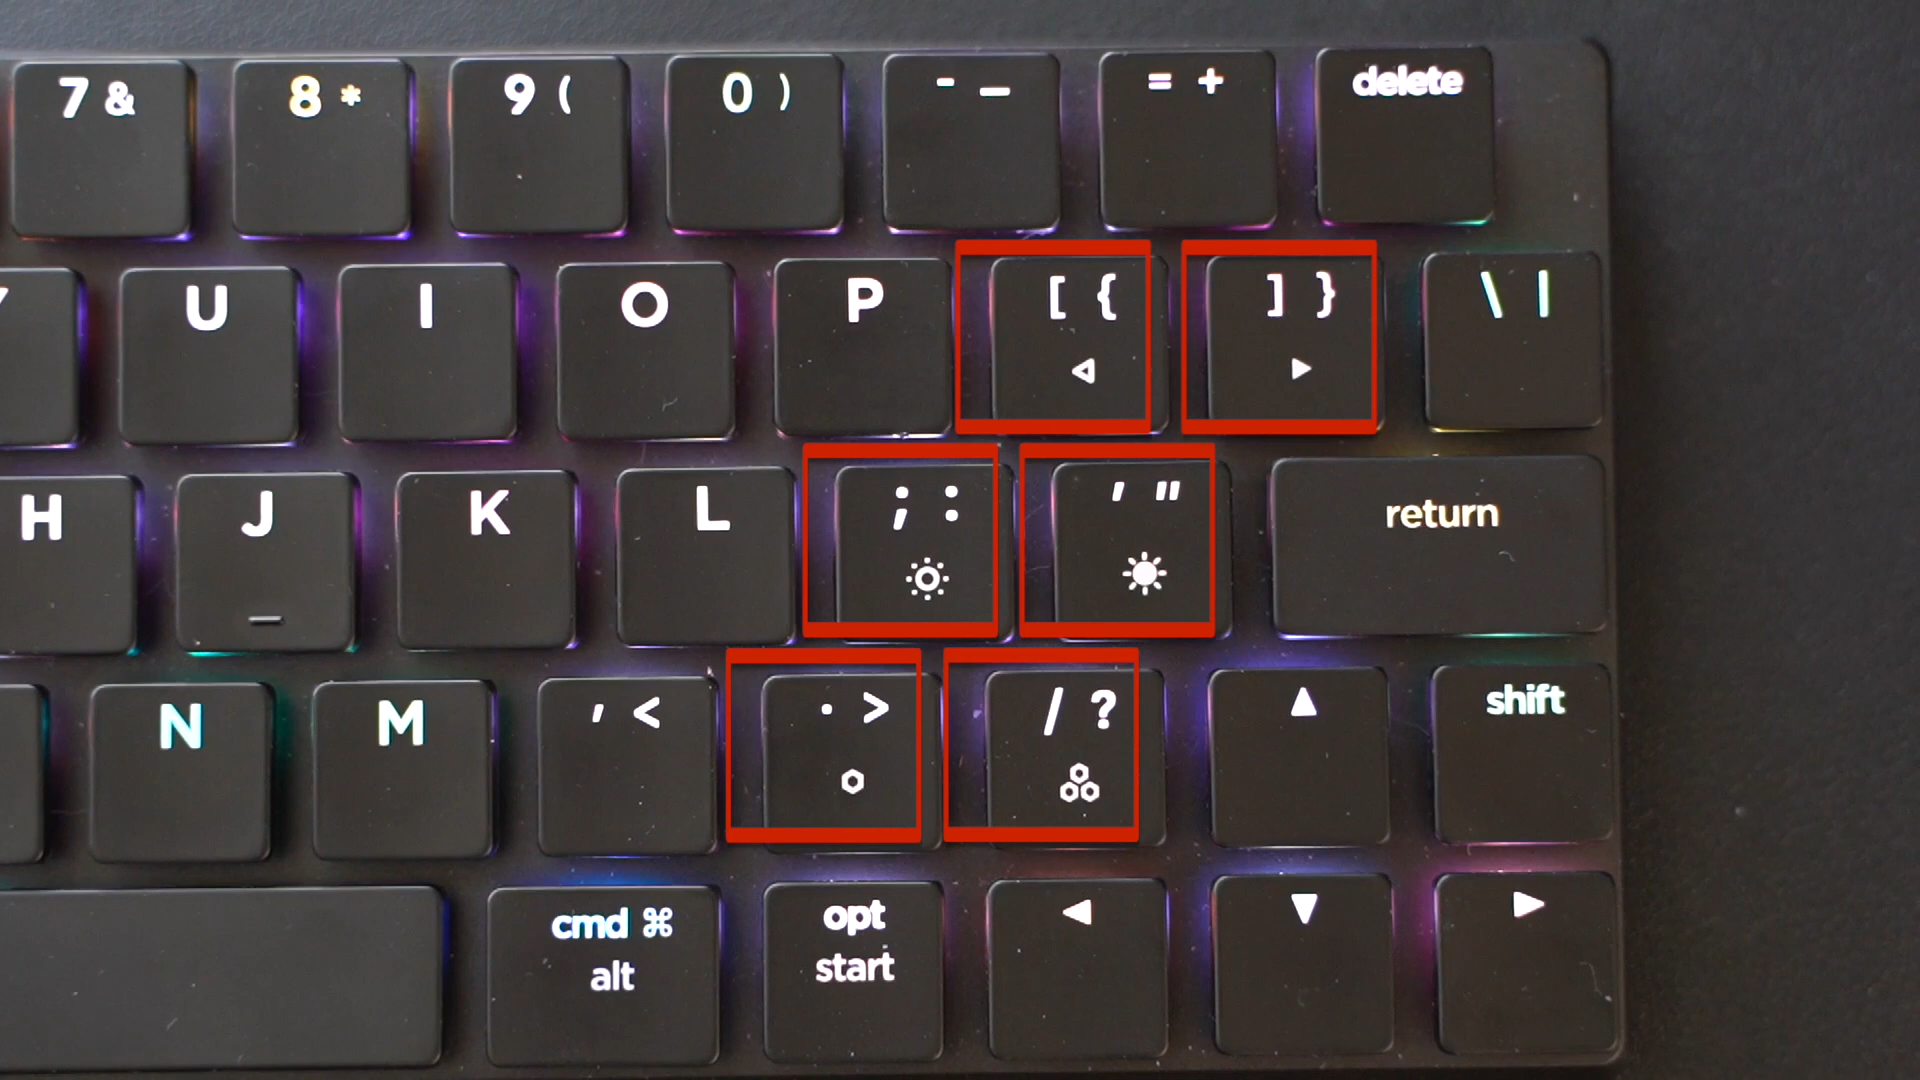 7 & 8 * 9 ( 0 ) - _ = + delete
U I O P [ { ] } \ |
H J K L ; : ' " return
N M , < . > / ? shift
cmd ⌘ opt
alt start